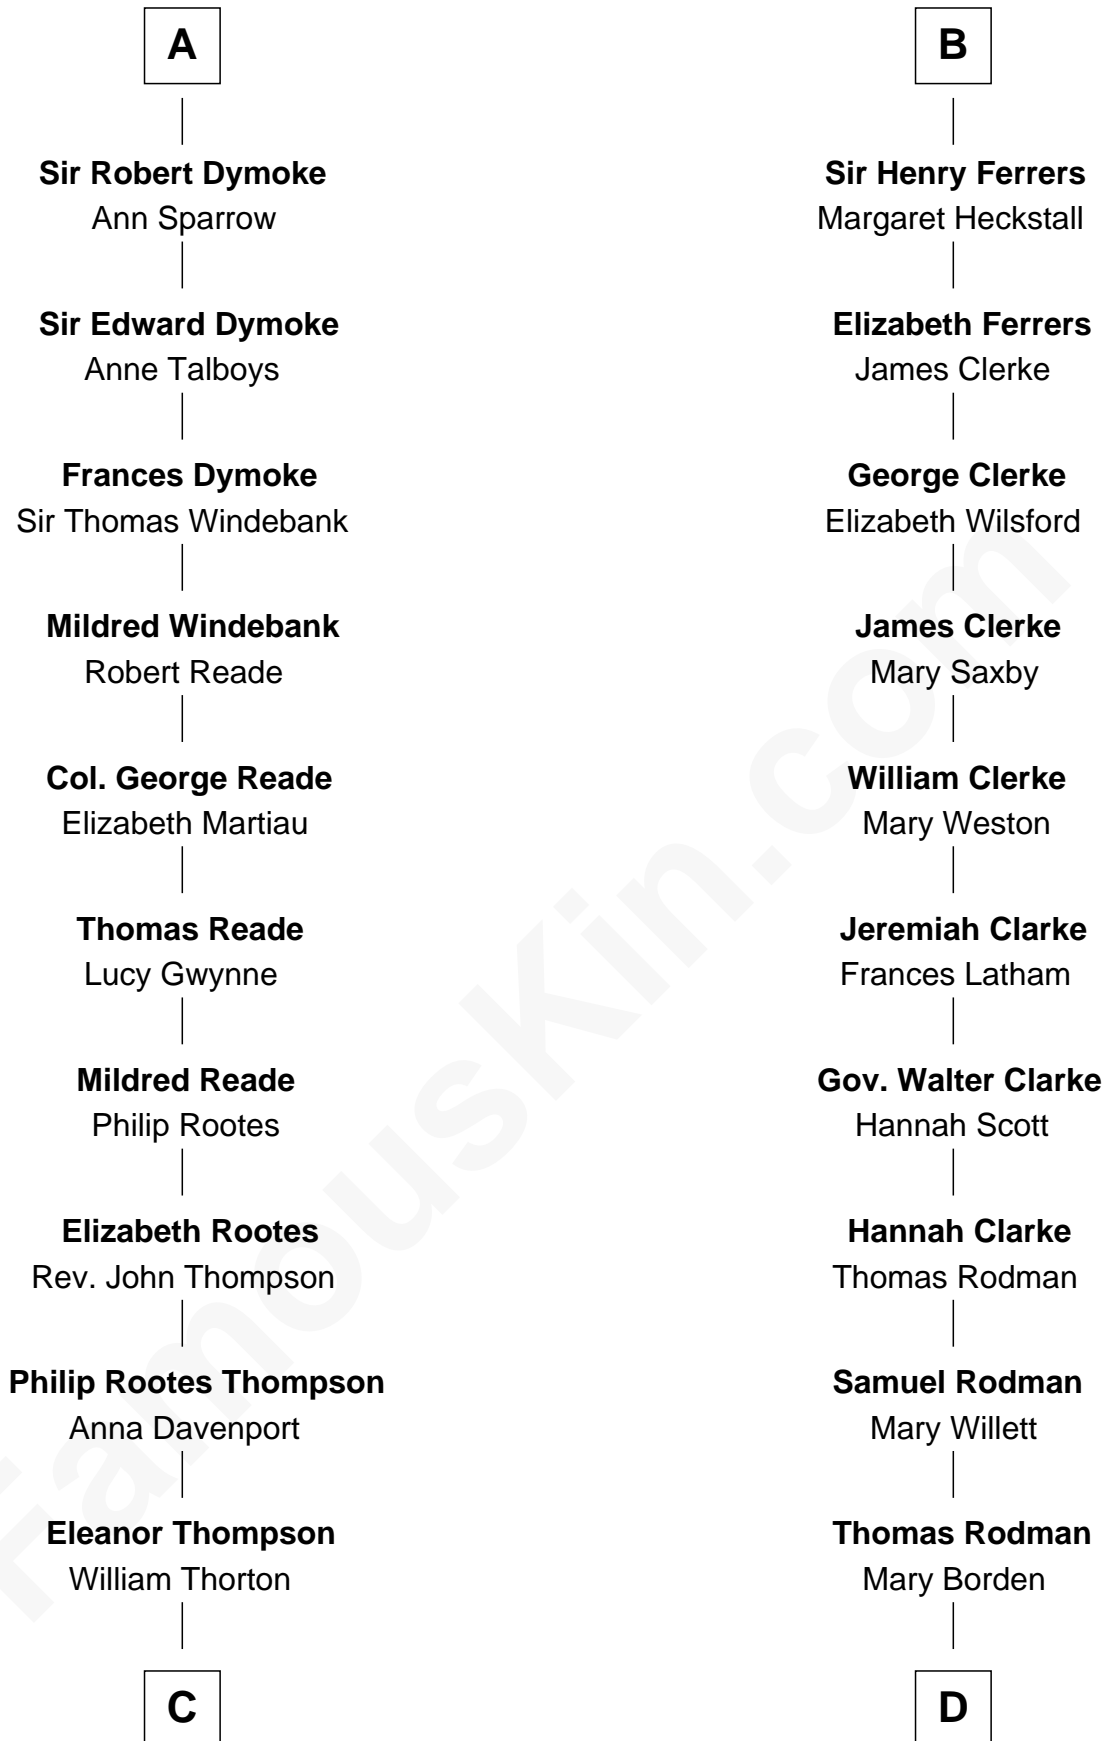 A
Sir Robert Dymoke
Ann Sparrow
Sir Edward Dymoke
Anne Talboys
Frances Dymoke
Sir Thomas Windebank
Mildred Windebank
Robert Reade
Col. George Reade
Elizabeth Martiau
Thomas Reade
Lucy Gwynne
Mildred Reade
Philip Rootes
Elizabeth Rootes
Rev. John Thompson
Philip Rootes Thompson
Anna Davenport
Eleanor Thompson
William Thorton
C
B
Sir Henry Ferrers
Margaret Heckstall
Elizabeth Ferrers
James Clerke
George Clerke
Elizabeth Wilsford
James Clerke
Mary Saxby
William Clerke
Mary Weston
Jeremiah Clarke
Frances Latham
Gov. Walter Clarke
Hannah Scott
Hannah Clarke
Thomas Rodman
Samuel Rodman
Mary Willett
Thomas Rodman
Mary Borden
D
FamousKin.com